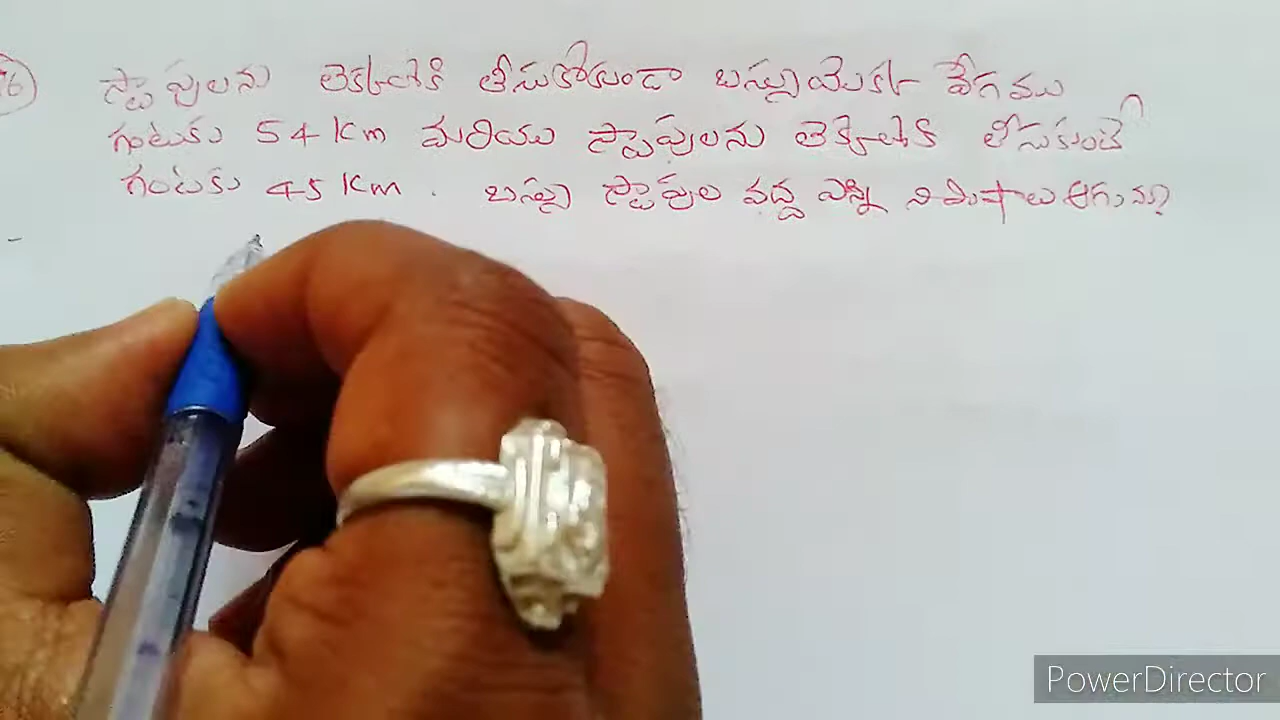 స్టాపులను లెక్కలోకి తీసుకోకుండా బస్సుయొక్క వేగము
గంటకు 54 Km మరియు స్టాపులను లెక్కలోకి తీసుకుంటే
గంటకు 45 Km. బస్సు స్టాపుల వద్ద ఎన్ని నిమిషాలు ఆగును?
PowerDirector